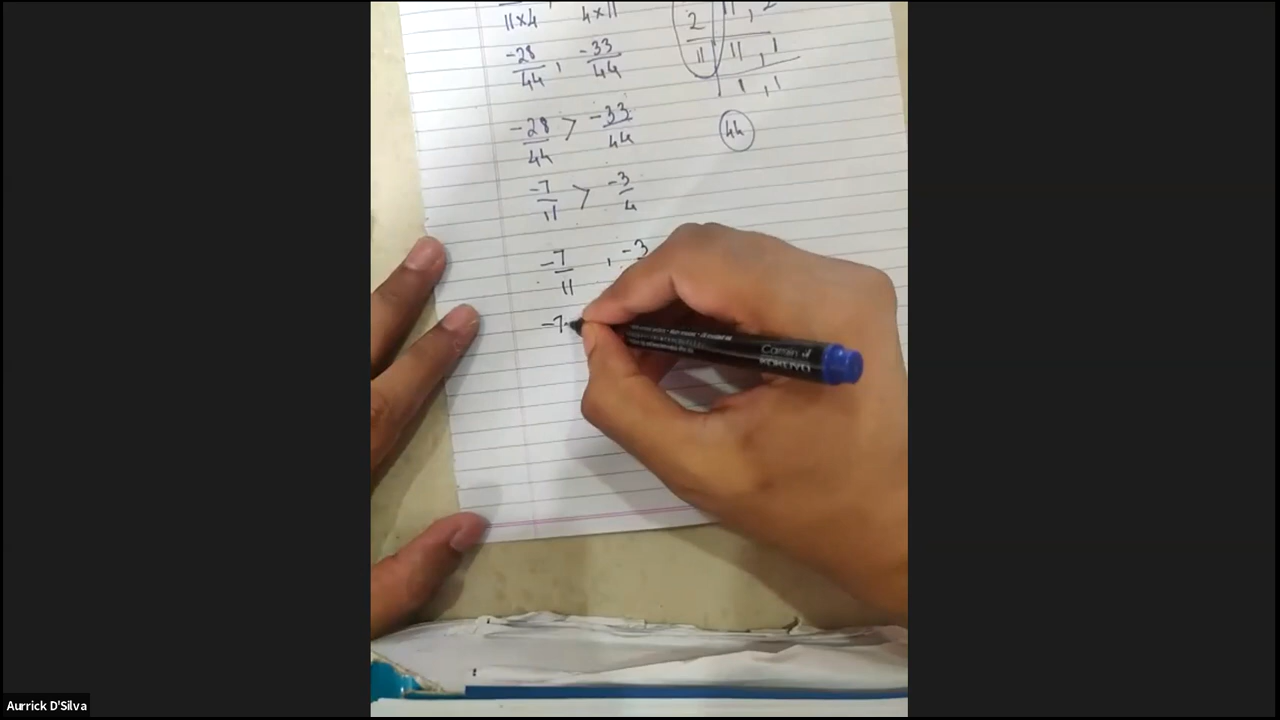 11×4 , 4×11
-28/44 , -33/44
-28/44 > -33/44
-7/11 > -3/4
-7/11 , -3
-7
2 | 11 , 2
11 | 11 , 1
1 , 1
44
KOKUYO
Aurrick D'Silva